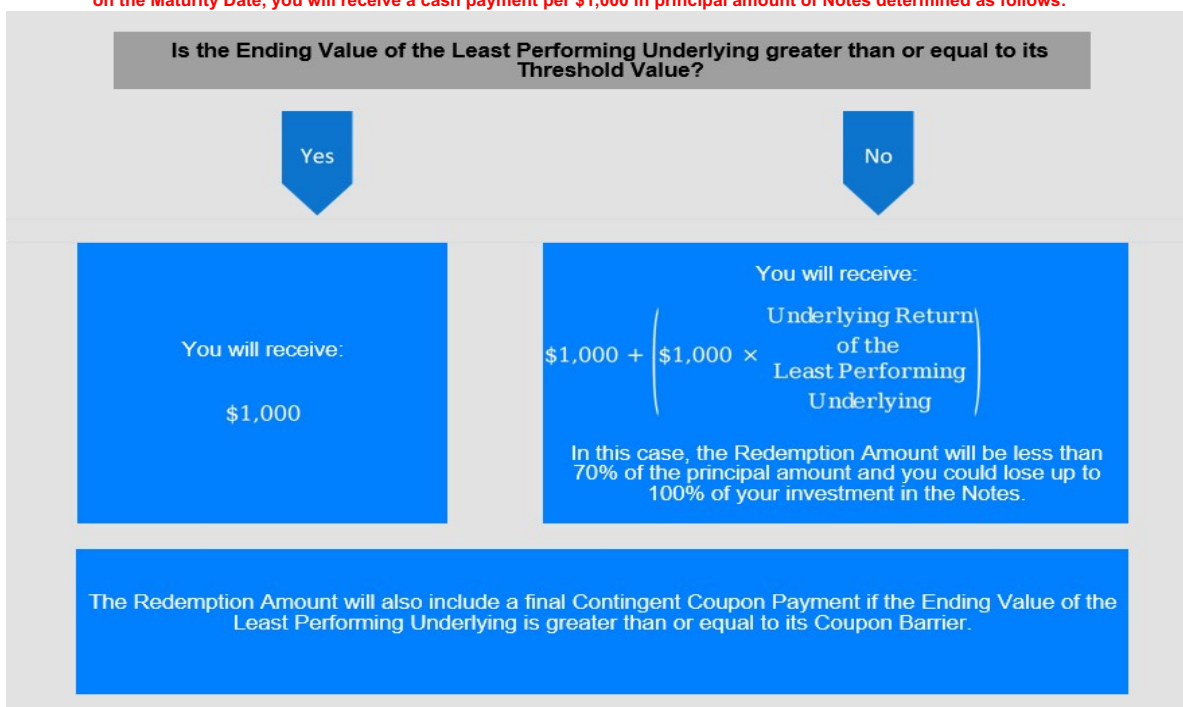 on the Maturity Date, you will receive a cash payment per $1,000 in principal amount of Notes determined as follows:
Is the Ending Value of the Least Performing Underlying greater than or equal to its
Threshold Value?
Yes
No
You will receive:
$1,000
You will receive:
$1,000 + ($1,000 × Underlying Return
of the
Least Performing
Underlying)
In this case, the Redemption Amount will be less than
70% of the principal amount and you could lose up to
100% of your investment in the Notes.
The Redemption Amount will also include a final Contingent Coupon Payment if the Ending Value of the
Least Performing Underlying is greater than or equal to its Coupon Barrier.